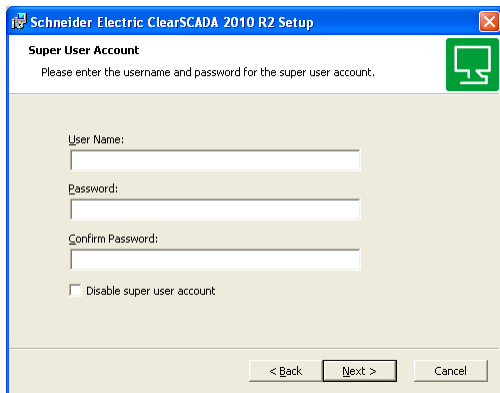 Schneider Electric ClearSCADA 2010 R2 Setup
Super User Account
Please enter the username and password for the super user account.
User Name:
Password:
Confirm Password:
Disable super user account
< Back
Next >
Cancel